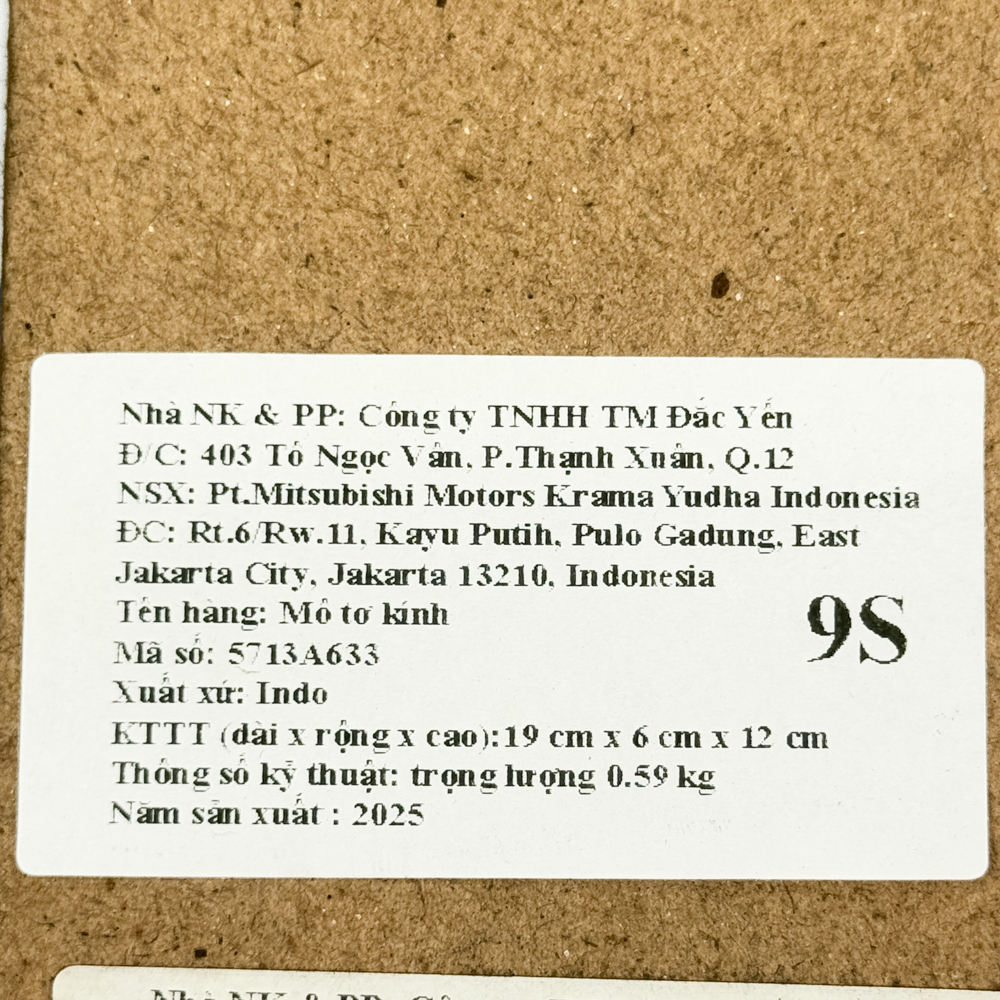 Nhà NK & PP: Công ty TNHH TM Đắc Yến
Đ/C: 403 Tô Ngọc Vân, P.Thạnh Xuân, Q.12
NSX: Pt.Mitsubishi Motors Krama Yudha Indonesia
ĐC: Rt.6/Rw.11, Kayu Putih, Pulo Gadung, East
Jakarta City, Jakarta 13210, Indonesia
Tên hàng: Mô tơ kính
9S
Mã số: 5713A633
Xuất xứ: Indo
KTTT (dài x rộng x cao):19 cm x 6 cm x 12 cm
Thông số kỹ thuật: trọng lượng 0.59 kg
Năm sản xuất : 2025
Nhà NK & PP: